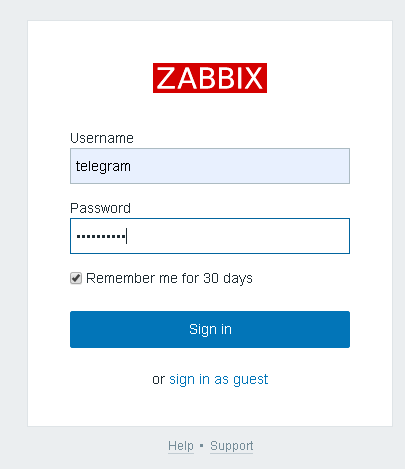 ZABBIX
Username
telegram
Password
••••••••••
Remember me for 30 days
Sign in
or sign in as guest
Help • Support